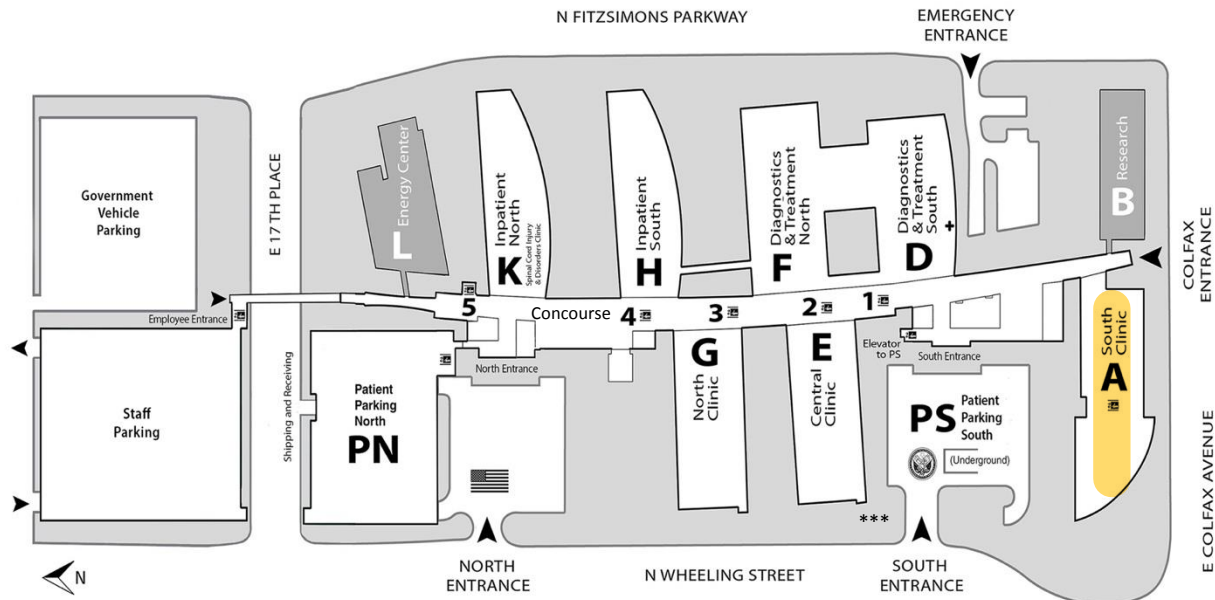 N FITZSIMONS PARKWAY
EMERGENCY
ENTRANCE
Government
Vehicle
Parking
E 17 TH PLACE
L Energy Center
K Inpatient
North
Spinal Cord Injury
& Disorders Clinic
H Inpatient
South
F Diagnostics
& Treatment
North
D Diagnostics
& Treatment
South
B Research
COLFAX
ENTRANCE
Employee Entrance
5
Concourse
4
3
2
1
Elevator
to PS
South Entrance
North Entrance
Staff
Parking
Shipping and Receiving
Patient
Parking
North
PN
G
North
Clinic
E
Central
Clinic
PS
Patient
Parking
South
(Underground)
A South
Clinic
E COLFAX AVENUE
***
N
NORTH
ENTRANCE
N WHEELING STREET
SOUTH
ENTRANCE